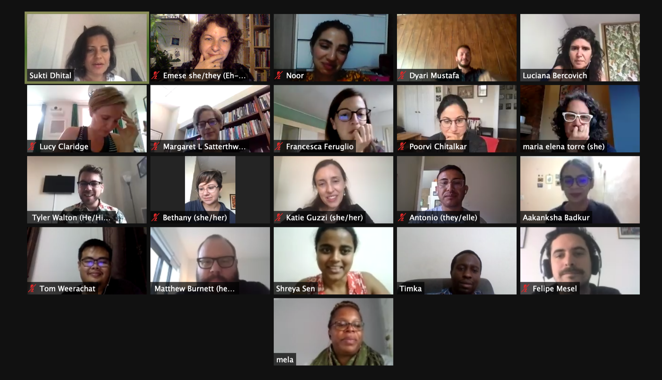 Sukti Dhital
Emese she/they (Eh-...
Noor
Dyari Mustafa
Luciana Bercovich
Lucy Claridge
Margaret L Satterthw...
Francesca Feruglio
Poorvi Chitalkar
maria elena torre (she)
Tyler Walton (He/Hi...
Bethany (she/her)
Katie Guzzi (she/her)
Antonio (they/elle)
Aakanksha Badkur
Tom Weerachat
Matthew Burnett (he...
Shreya Sen
Timka
Felipe Mesel
mela